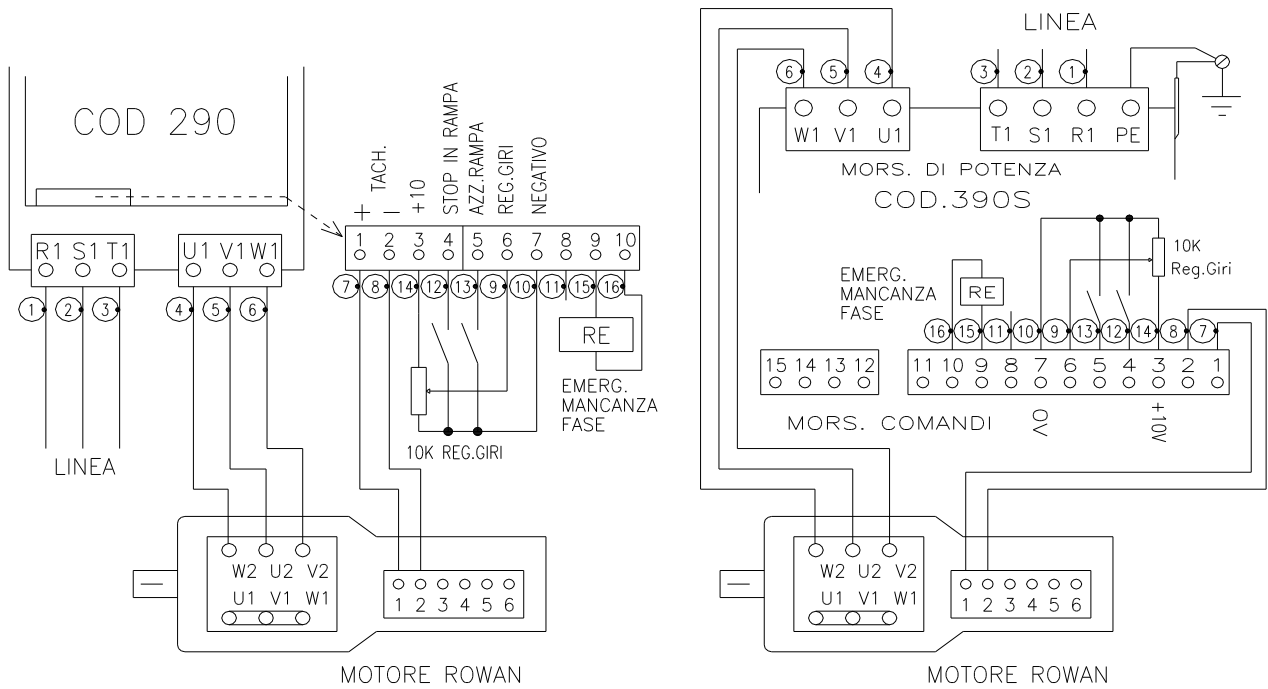 COD 290
TACH.
+10
STOP IN RAMPA
AZZ.RAMPA
REG.GIRI
NEGATIVO
+ −
1 2 3 4 5 6 7 8 9 10
R1 S1 T1 U1 V1 W1
7 8 14 12 13 9 10 11 15 16
1 2 3 4 5 6
RE
EMERG.
MANCANZA
FASE
10K REG.GIRI
LINEA
W2 U2 V2
U1 V1 W1
1 2 3 4 5 6
MOTORE ROWAN
LINEA
6 5 4 3 2 1
W1 V1 U1 T1 S1 R1 PE
MORS. DI POTENZA
COD.390S
10K
Reg.Giri
EMERG.
MANCANZA
FASE
RE
16 15 11 10 9 13 12 14 8 7
15 14 13 12 11 10 9 8 7 6 5 4 3 2 1
MORS. COMANDI
0V
+10V
W2 U2 V2
U1 V1 W1
1 2 3 4 5 6
MOTORE ROWAN